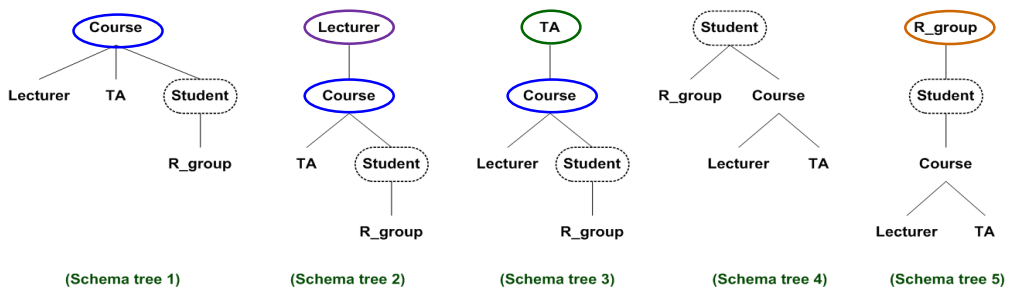 Course
Lecturer TA Student
R_group
(Schema tree 1)
Lecturer
Course
TA Student
R_group
(Schema tree 2)
TA
Course
Lecturer Student
R_group
(Schema tree 3)
Student
R_group Course
Lecturer TA
(Schema tree 4)
R_group
Student
Course
Lecturer TA
(Schema tree 5)